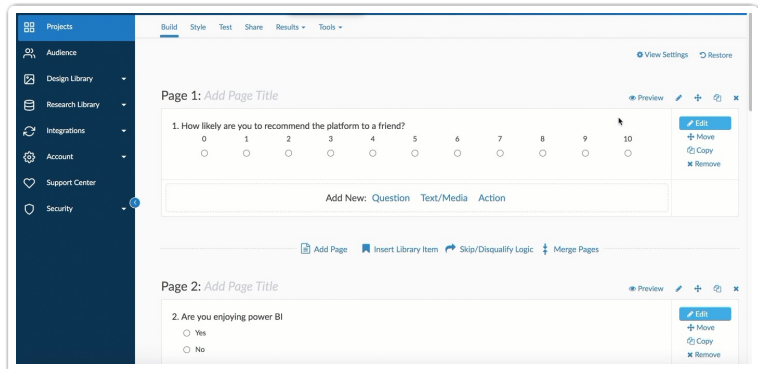 Projects
Audience
Design Library
Research Library
Integrations
Account
Support Center
Security
Build Style Test Share Results Tools
View Settings Restore
Page 1: Add Page Title
Preview
1. How likely are you to recommend the platform to a friend?
0 1 2 3 4 5 6 7 8 9 10
Edit
Move
Copy
Remove
Add New: Question Text/Media Action
Add Page Insert Library Item Skip/Disqualify Logic Merge Pages
Page 2: Add Page Title
Preview
2. Are you enjoying power BI
Yes
No
Edit
Move
Copy
Remove